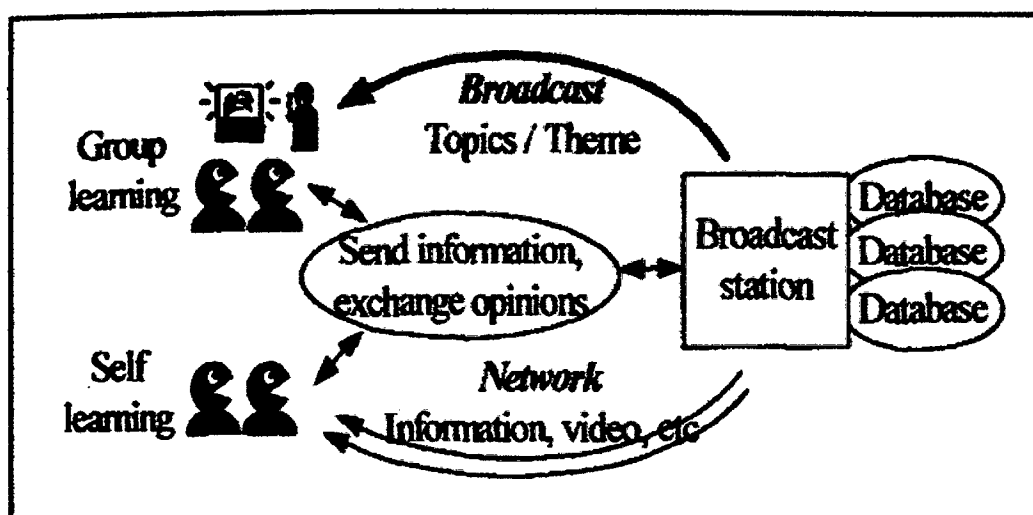 Broadcast
Topics / Theme
Group
learning
Send information,
exchange opinions
Broadcast
station
Database
Database
Database
Self
learning
Network
Information, video, etc